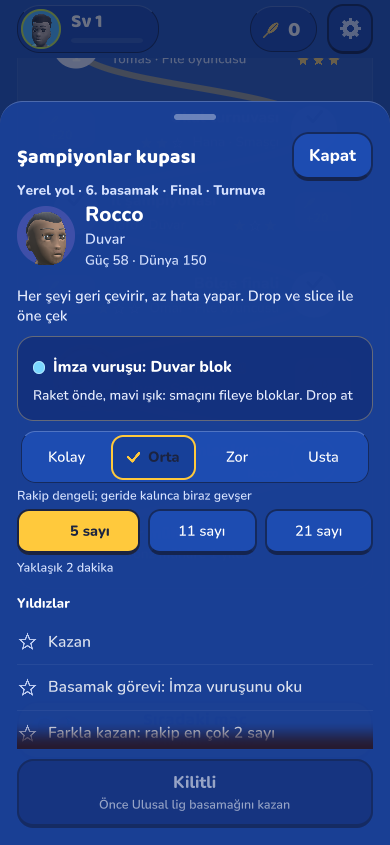 Sv 1
0
Tomas · File oyuncusu
Şampiyonlar kupası
Kapat
Yerel yol · 6. basamak · Final · Turnuva
Rocco
Duvar
Güç 58 · Dünya 150
Her şeyi geri çevirir, az hata yapar. Drop ve slice ile
öne çek
İmza vuruşu: Duvar blok
Raket önde, mavi ışık: smaçını fileye bloklar. Drop at
Kolay
Orta
Zor
Usta
Rakip dengeli; geride kalınca biraz gevşer
5 sayı
11 sayı
21 sayı
Yaklaşık 2 dakika
Yıldızlar
Kazan
Basamak görevi: İmza vuruşunu oku
Farkla kazan: rakip en çok 2 sayı
Kilitli
Önce Ulusal lig basamağını kazan